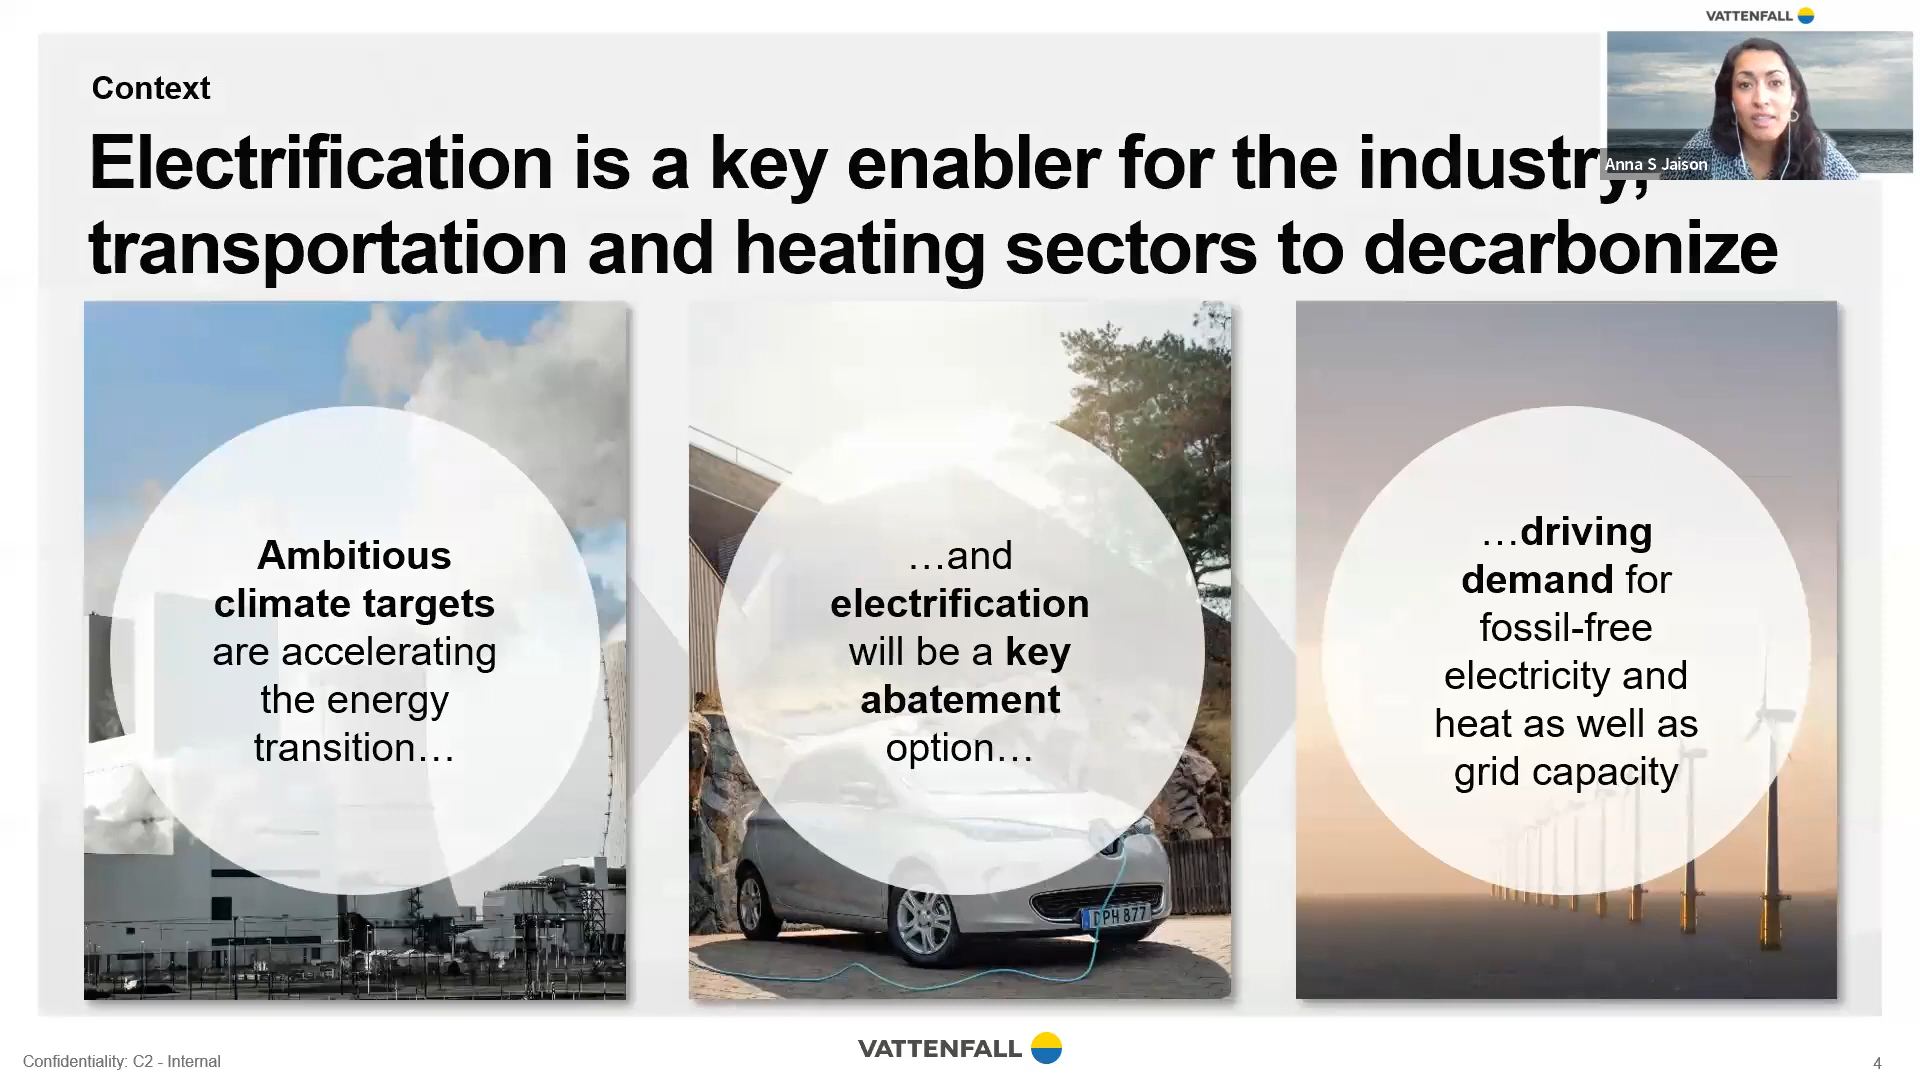 VATTENFALL
Context
Electrification is a key enabler for the industry,
Anna S Jaison
transportation and heating sectors to decarbonize
Ambitious
climate targets
are accelerating
the energy
transition…
…and
electrification
will be a key
abatement
option…
…driving
demand for
fossil-free
electricity and
heat as well as
grid capacity
DPH 877
Confidentiality: C2 - Internal
VATTENFALL
4